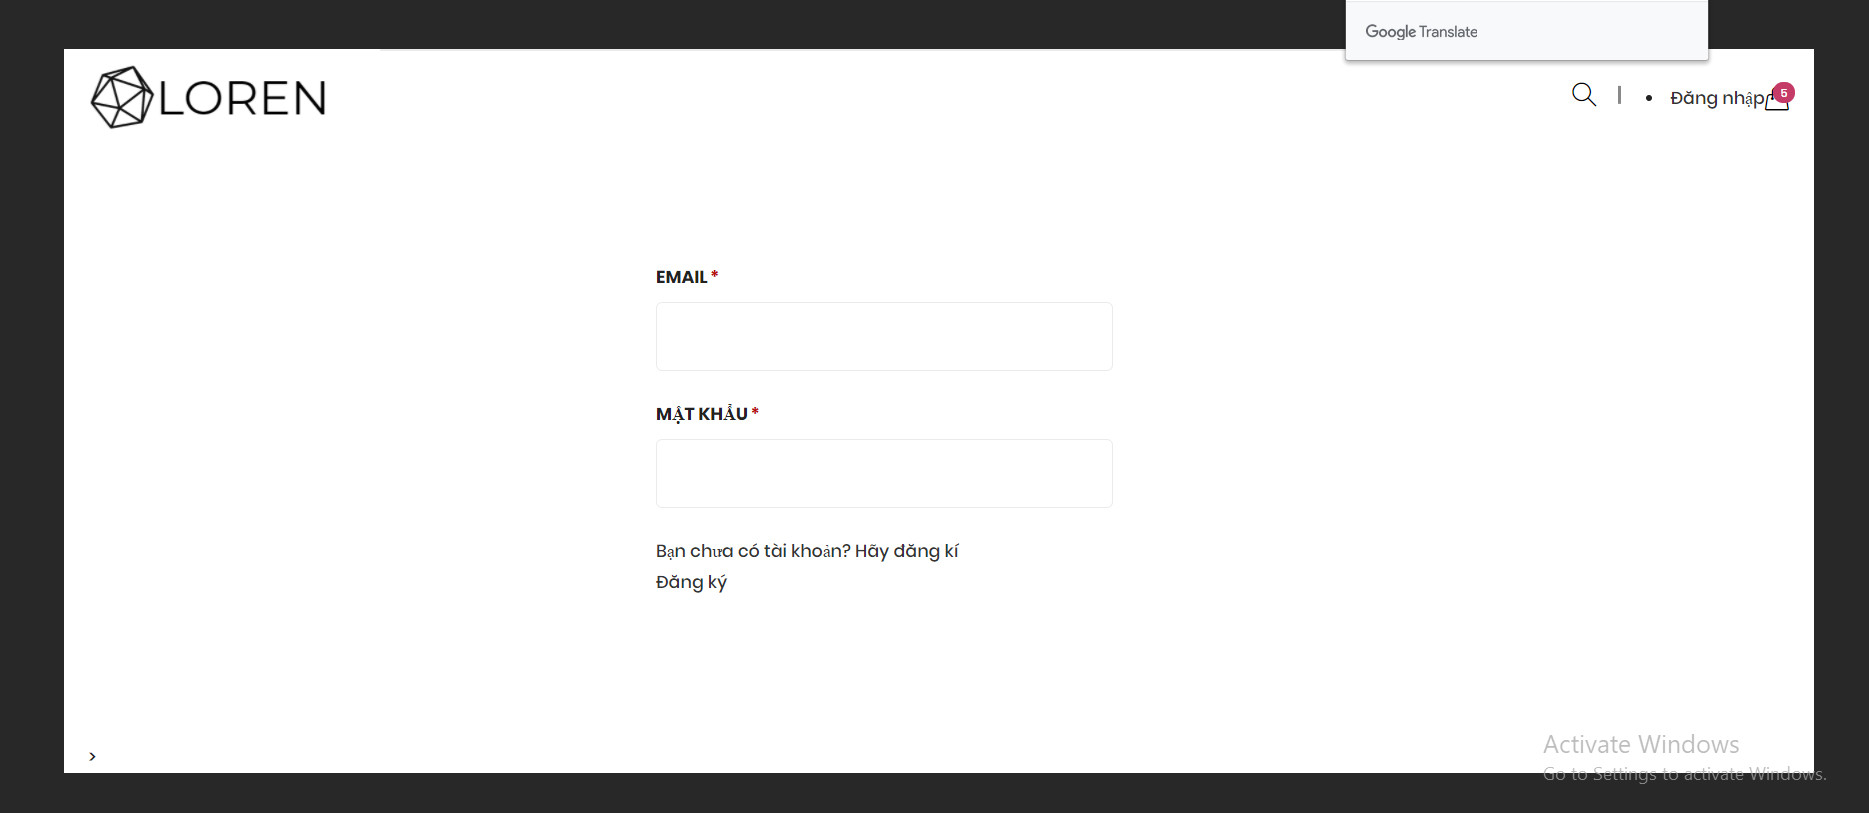 Google Translate
LOREN
Đăng nhập
5
EMAIL *
MẬT KHẨU *
Bạn chưa có tài khoản? Hãy đăng kí
Đăng ký
>
Activate Windows
Go to Settings to activate Windows.